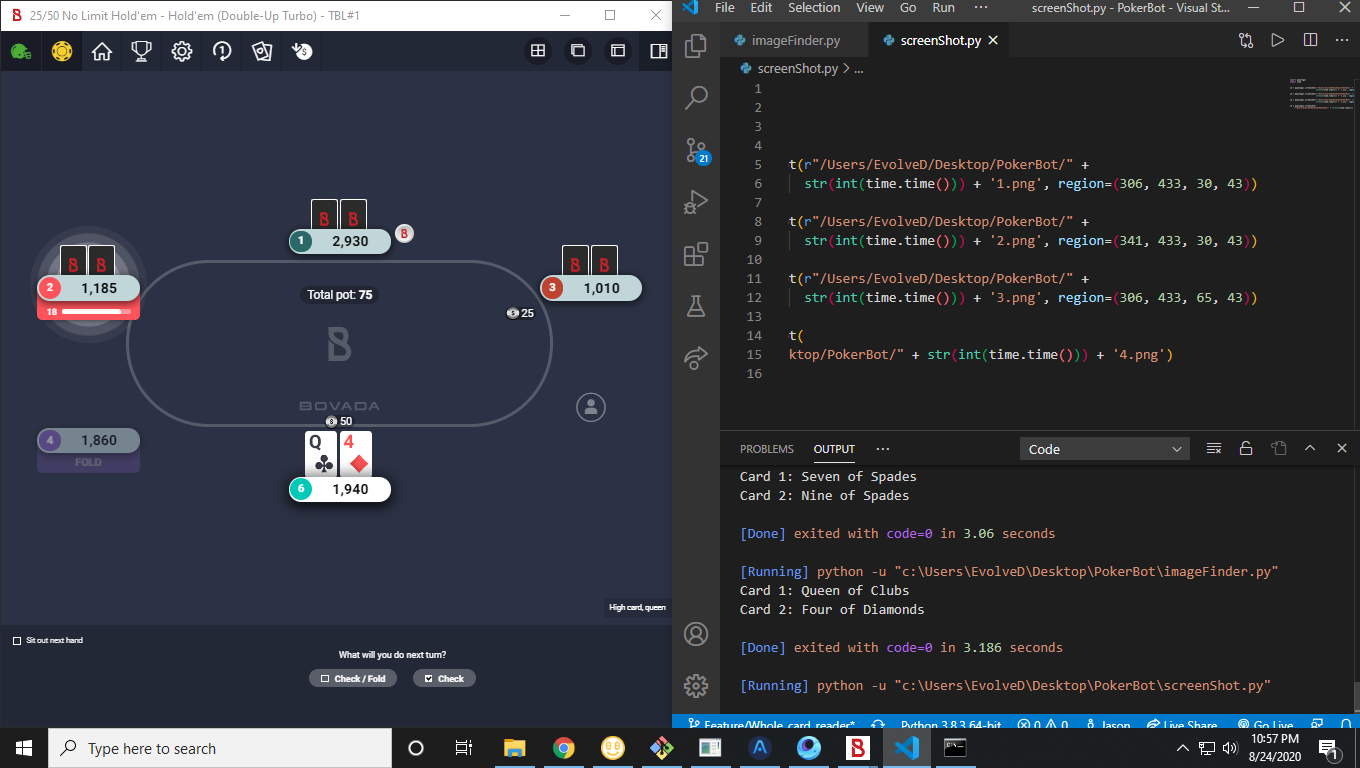 25/50 No Limit Hold'em - Hold'em (Double-Up Turbo) - TBL#1
1
2,930
B
2
1,185
18
3
1,010
Total pot: 75
25
B
BOVADA
50
4
1,860
FOLD
Q
4
6
1,940
High card, queen
Sit out next hand
What will you do next turn?
Check / Fold
Check
File Edit Selection View Go Run ···
screenShot.py - PokerBot - Visual St...
imageFinder.py
screenShot.py
screenShot.py > ...
21
1
2
3
4
5 t(r"/Users/EvolveD/Desktop/PokerBot/" +
6 str(int(time.time())) + '1.png', region=(306, 433, 30, 43))
7
8 t(r"/Users/EvolveD/Desktop/PokerBot/" +
9 str(int(time.time())) + '2.png', region=(341, 433, 30, 43))
10
11 t(r"/Users/EvolveD/Desktop/PokerBot/" +
12 str(int(time.time())) + '3.png', region=(306, 433, 65, 43))
13
14 t(
15 ktop/PokerBot/" + str(int(time.time())) + '4.png')
16
PROBLEMS OUTPUT ··· Code
Card 1: Seven of Spades
Card 2: Nine of Spades
[Done] exited with code=0 in 3.06 seconds
[Running] python -u "c:\Users\EvolveD\Desktop\PokerBot\imageFinder.py"
Card 1: Queen of Clubs
Card 2: Four of Diamonds
[Done] exited with code=0 in 3.186 seconds
[Running] python -u "c:\Users\EvolveD\Desktop\PokerBot\screenShot.py"
Feature/Whole_card_reader* Python 3.8.3 64-bit 0 0 Jason Live Share Go Live
Type here to search
10:57 PM
8/24/2020
1